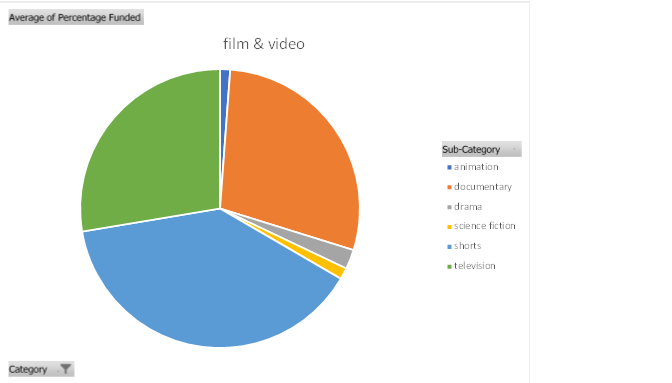 Average of Percentage Funded
film & video
Sub-Category
animation
documentary
drama
science fiction
shorts
television
Category